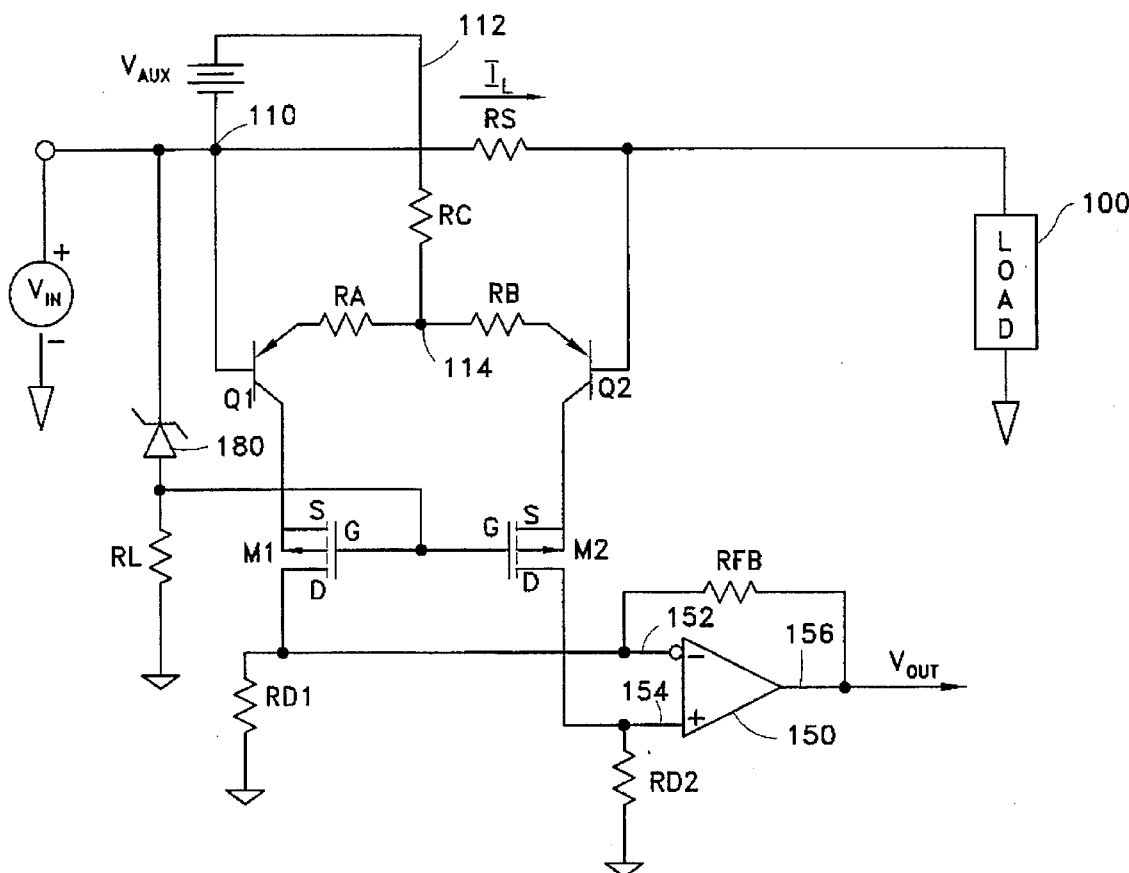 112
V_AUX
I_L
110
RS
RC
100
LOAD
+
V_IN
-
RA
RB
114
Q1
Q2
180
S
G
G
S
M1
M2
D
D
RL
RFB
152
156
V_OUT
-
154
+
150
RD1
RD2